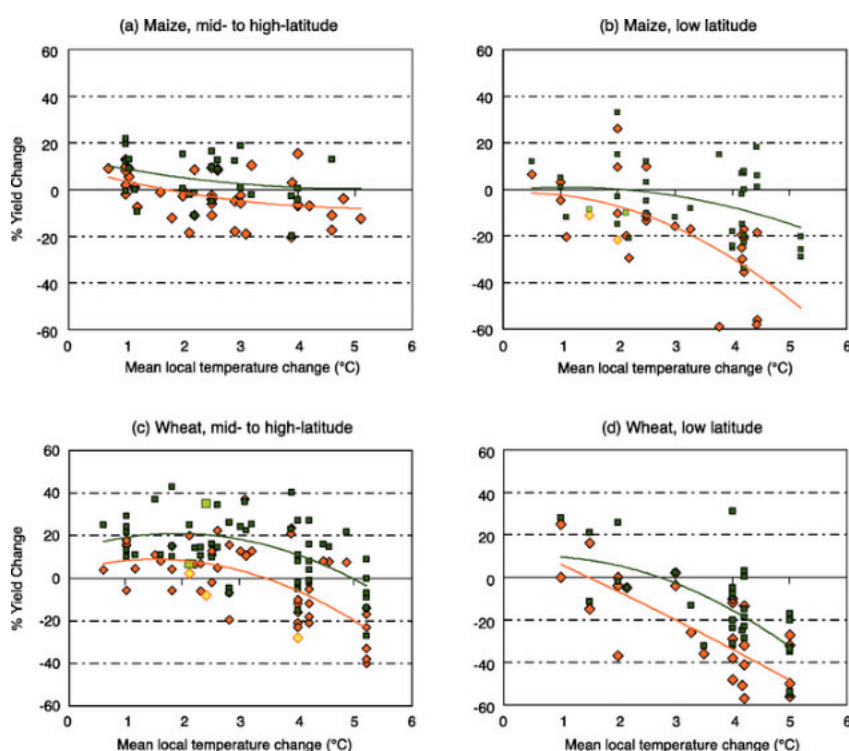 (a) Maize, mid- to high-latitude
(b) Maize, low latitude
60
40
20
0
-20
-40
-60
% Yield Change
0 1 2 3 4 5 6
Mean local temperature change (°C)
60
40
20
0
-20
-40
-60
0 1 2 3 4 5 6
Mean local temperature change (°C)
(c) Wheat, mid- to high-latitude
(d) Wheat, low latitude
60
40
20
0
-20
-40
-60
% Yield Change
0 1 2 3 4 5 6
Mean local temperature change (°C)
60
40
20
0
-20
-40
-60
0 1 2 3 4 5 6
Mean local temperature change (°C)